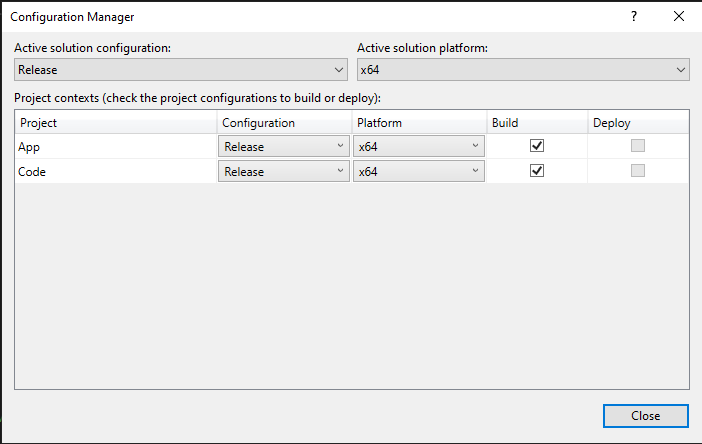 Configuration Manager ?
Active solution configuration: Active solution platform:
Release x64
Project contexts (check the project configurations to build or deploy):
Project Configuration Platform Build Deploy
App Release x64
Code Release x64
Close